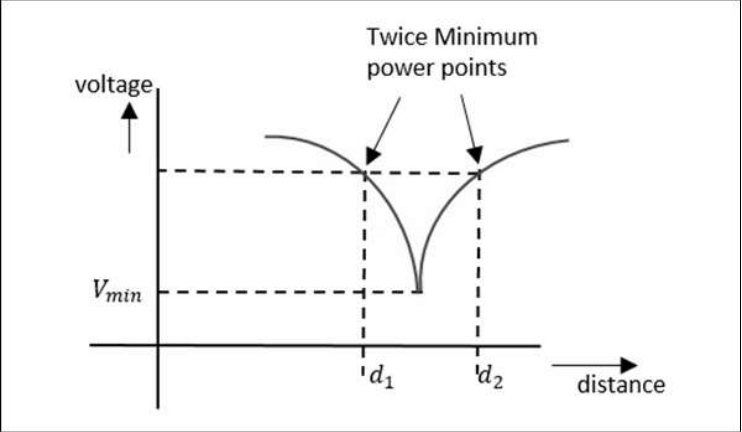 Twice Minimum
power points
voltage
V_min
d_1
d_2
distance